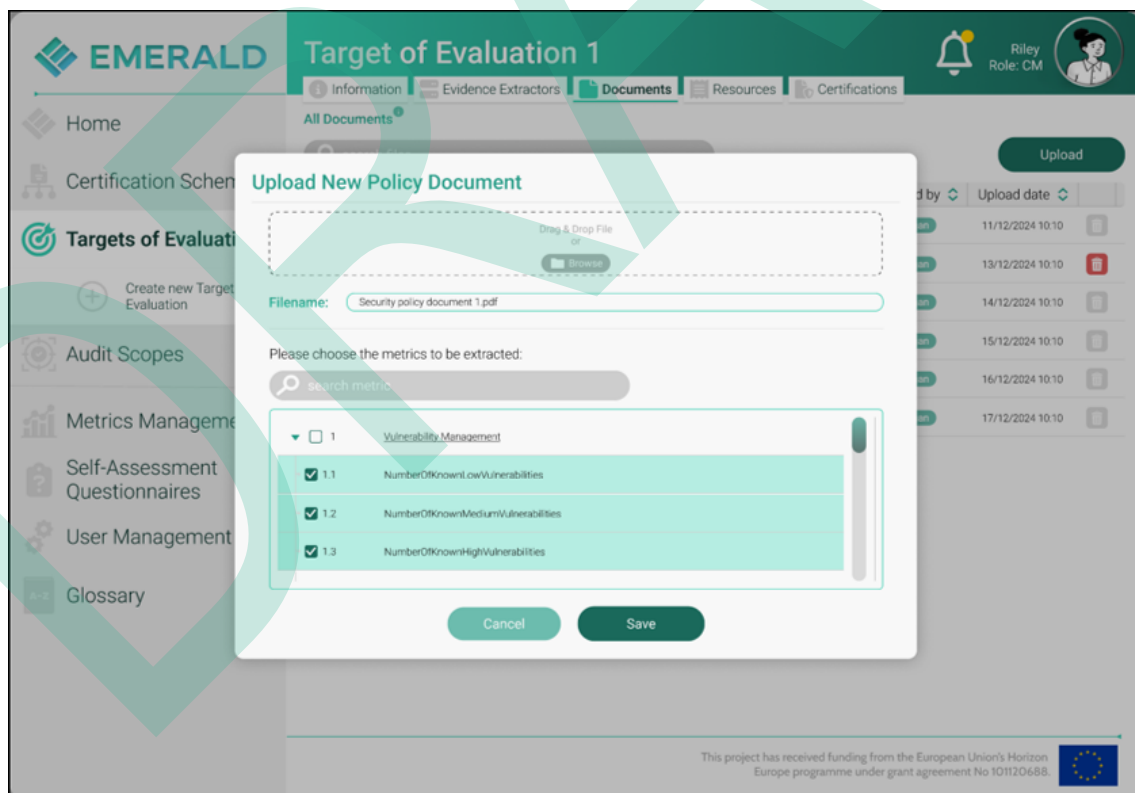 EMERALD
Target of Evaluation 1
Riley
Role: CM
Information
Evidence Extractors
Documents
Resources
Certifications
Home
All Documents
Upload
Certification Schem
Upload New Policy Document
d by
Upload date
Targets of Evaluati
Drag & Drop File
or
Browse
11/12/2024 10:10
13/12/2024 10:10
Create new Target
Evaluation
Filename:
Security policy document 1.pdf
14/12/2024 10:10
Audit Scopes
Please choose the metrics to be extracted:
15/12/2024 10:10
search metric
16/12/2024 10:10
Metrics Manageme
1 Vulnerability Management
17/12/2024 10:10
Self-Assessment
Questionnaires
1.1 NumberOfKnownLowVulnerabilities
1.2 NumberOfKnownMediumVulnerabilities
User Management
1.3 NumberOfKnownHighVulnerabilities
A-Z
Glossary
Cancel
Save
This project has received funding from the European Union's Horizon
Europe programme under grant agreement No 101120688.